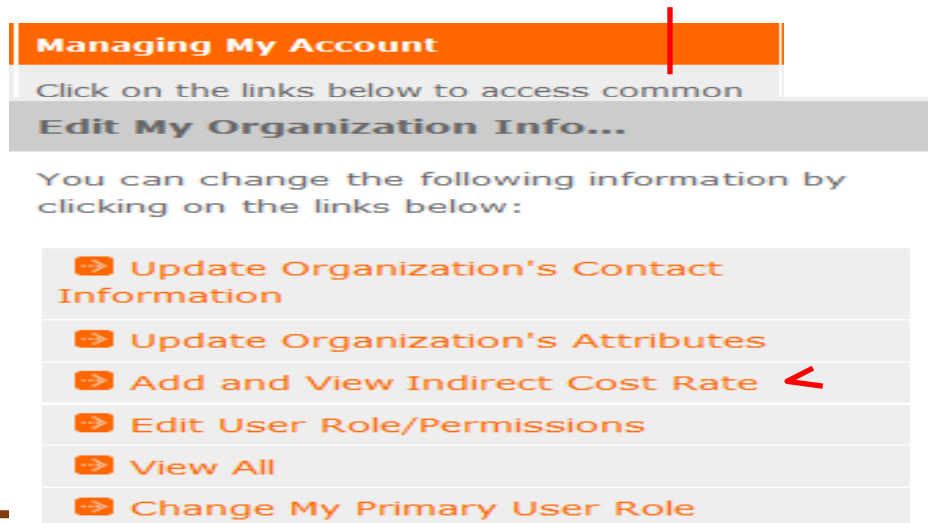 Managing My Account
Click on the links below to access common
Edit My Organization Info...
You can change the following information by
clicking on the links below:
Update Organization's Contact
Information
Update Organization's Attributes
Add and View Indirect Cost Rate
Edit User Role/Permissions
View All
Change My Primary User Role